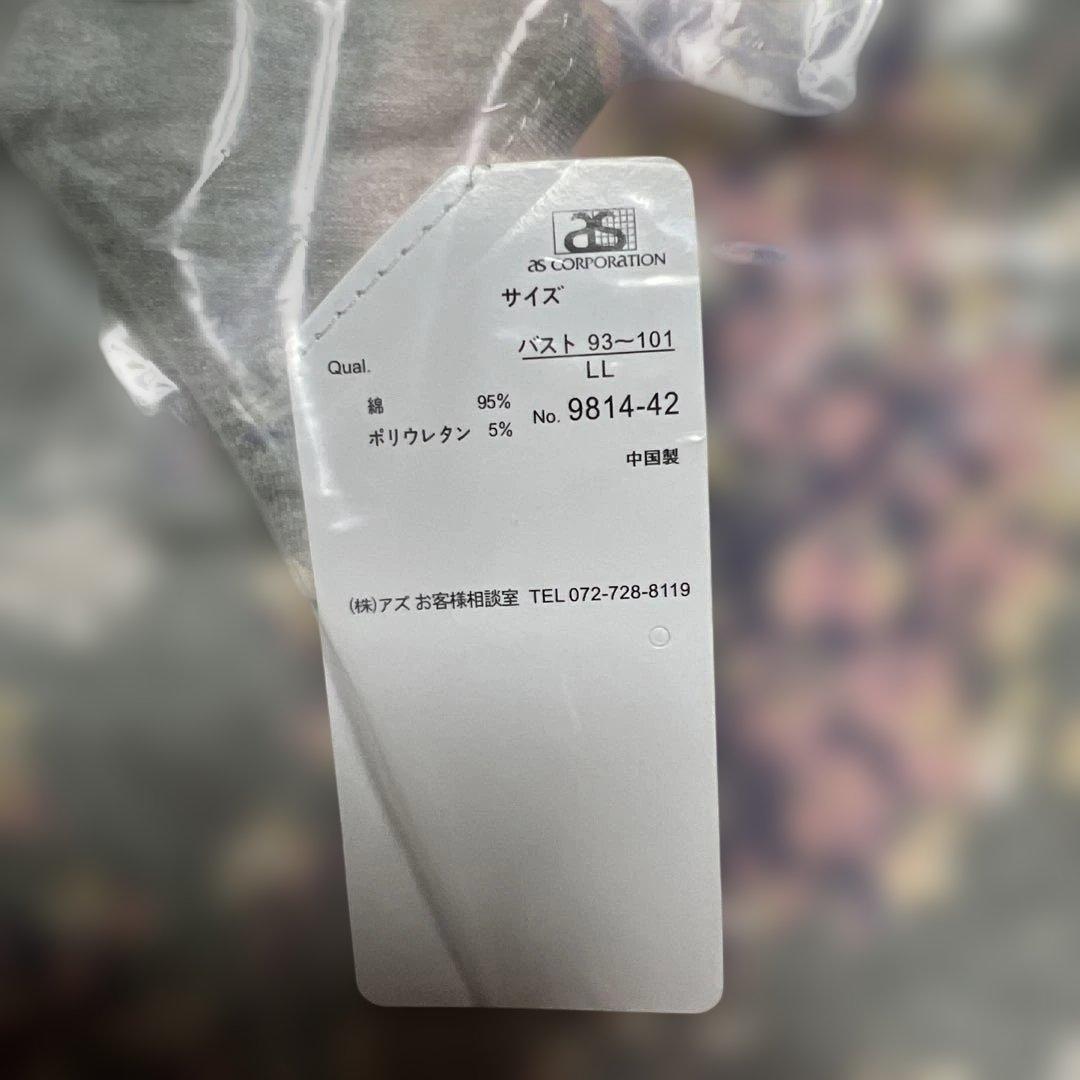 as
as CORPORaTION
サイズ
バスト 93〜101
LL
Qual.
綿 95%
ポリウレタン 5%
No. 9814-42
中国製
(株)アズ お客様相談室 TEL 072-728-8119